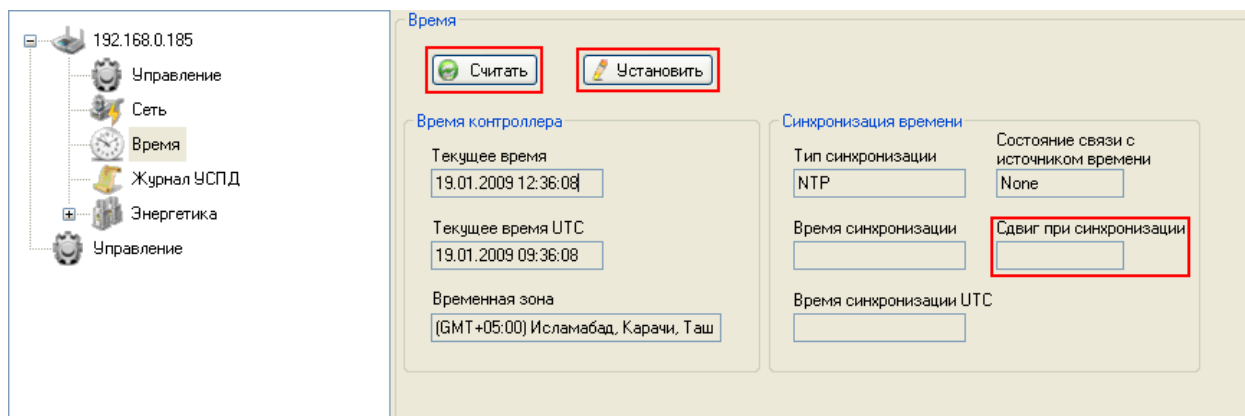 192.168.0.185
Управление
Сеть
Время
Журнал УСПД
Энергетика
Управление
Время
Считать
Установить
Время контроллера
Текущее время
19.01.2009 12:36:08
Текущее время UTC
19.01.2009 09:36:08
Временная зона
(GMT+05:00) Исламабад, Карачи, Таш
Синхронизация времени
Тип синхронизации
NTP
Состояние связи с
источником времени
None
Время синхронизации
Сдвиг при синхронизации
Время синхронизации UTC